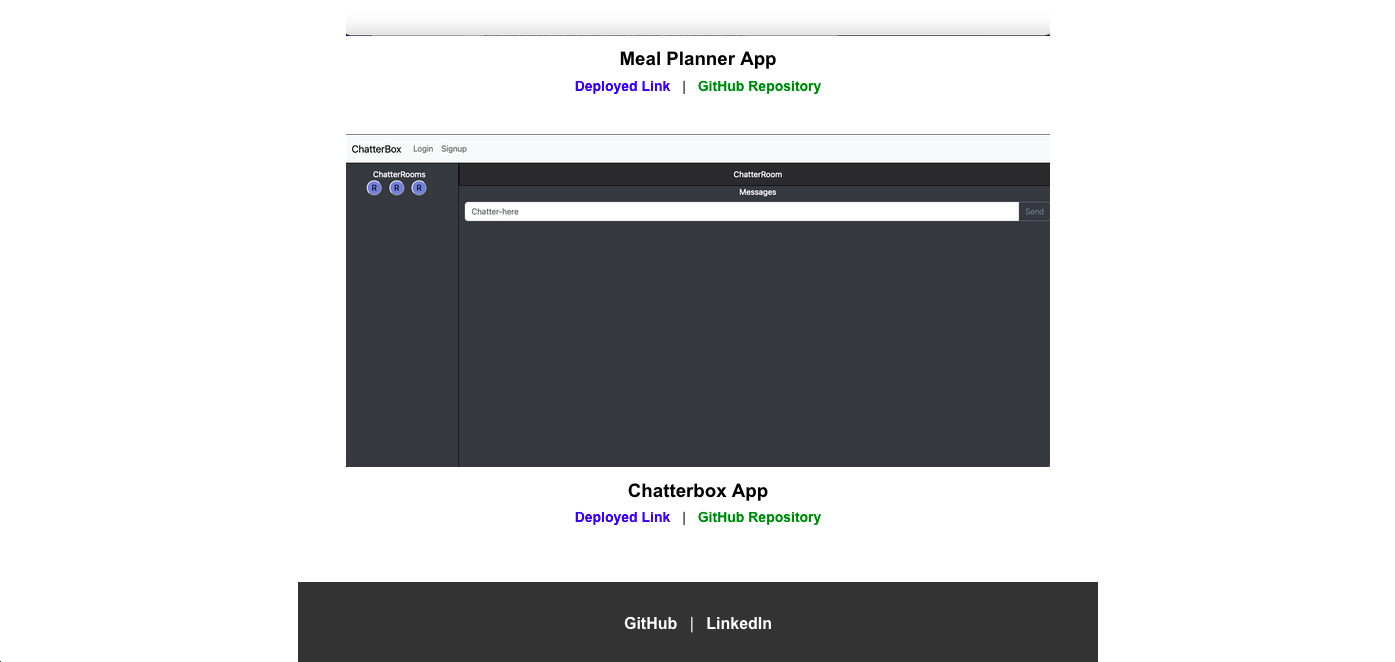 Meal Planner App
Deployed Link | GitHub Repository
ChatterBox Login Signup
ChatterRooms
R R R
ChatterRoom
Messages
Chatter-here Send
Chatterbox App
Deployed Link | GitHub Repository
GitHub | LinkedIn